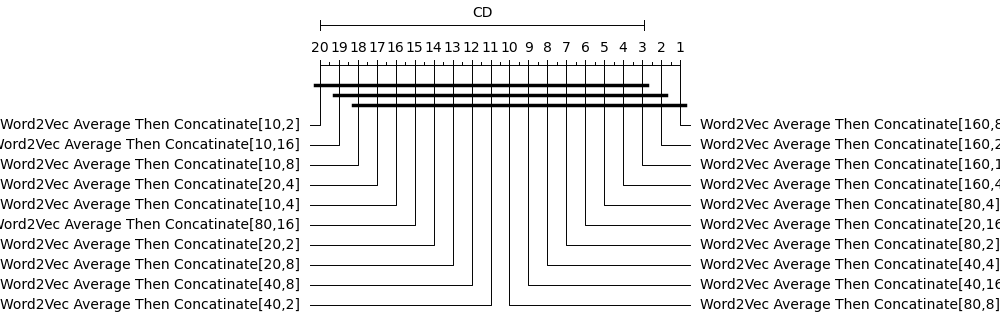 CD
20 19 18 17 16 15 14 13 12 11 10 9 8 7 6 5 4 3 2 1
Word2Vec Average Then Concatinate[10,2]
Word2Vec Average Then Concatinate[160,8
Word2Vec Average Then Concatinate[10,16]
Word2Vec Average Then Concatinate[160,2
Word2Vec Average Then Concatinate[10,8]
Word2Vec Average Then Concatinate[160,1
Word2Vec Average Then Concatinate[20,4]
Word2Vec Average Then Concatinate[160,4
Word2Vec Average Then Concatinate[10,4]
Word2Vec Average Then Concatinate[80,4]
Word2Vec Average Then Concatinate[80,16]
Word2Vec Average Then Concatinate[20,16
Word2Vec Average Then Concatinate[20,2]
Word2Vec Average Then Concatinate[80,2]
Word2Vec Average Then Concatinate[20,8]
Word2Vec Average Then Concatinate[40,4]
Word2Vec Average Then Concatinate[40,8]
Word2Vec Average Then Concatinate[40,16
Word2Vec Average Then Concatinate[40,2]
Word2Vec Average Then Concatinate[80,8]